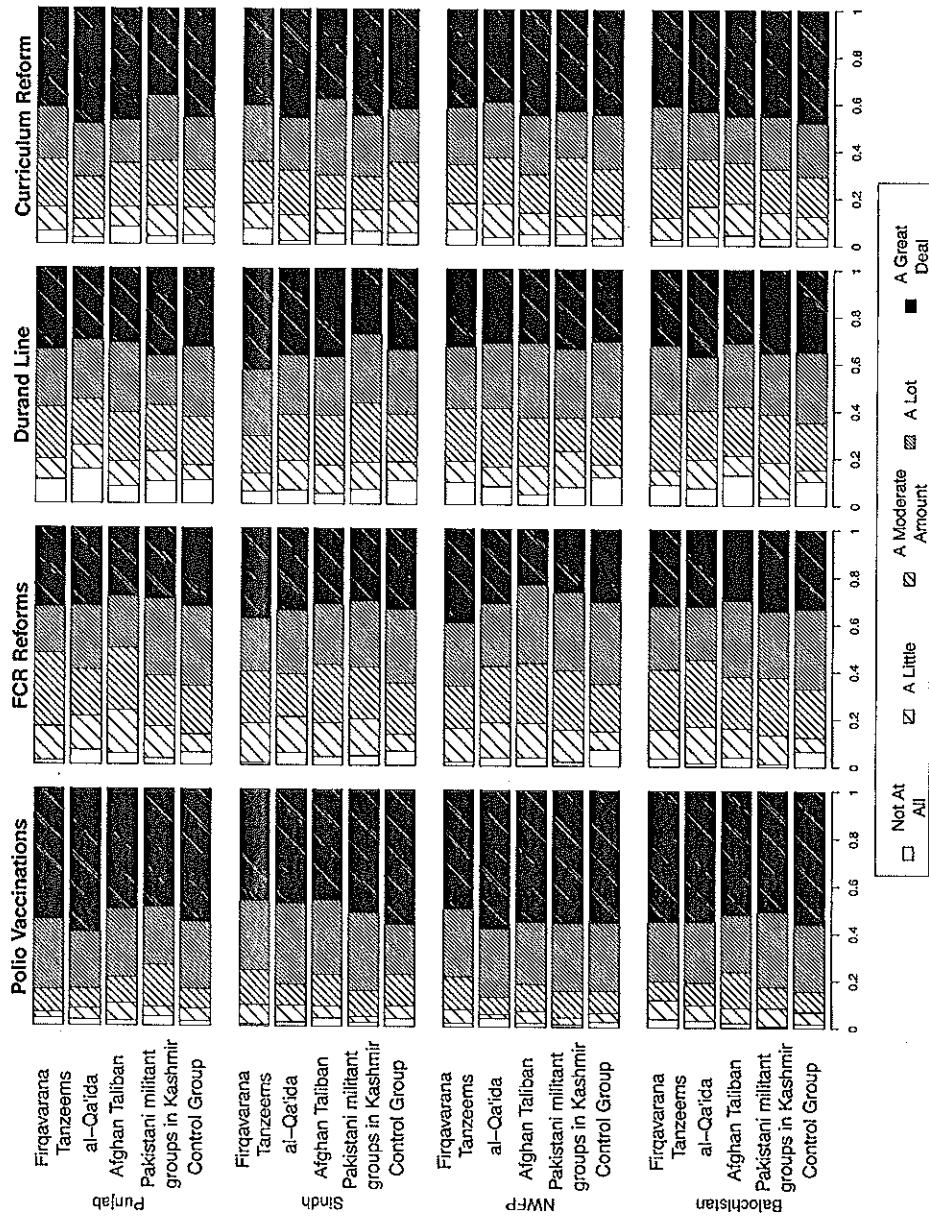 Polio Vaccinations
FCR Reforms
Durand Line
Curriculum Reform
Punjab
Firqavarana
Tanzeems
al-Qa'ida
Afghan Taliban
Pakistani militant
groups in Kashmir
Control Group
Sindh
Firqavarana
Tanzeems
al-Qa'ida
Afghan Taliban
Pakistani militant
groups in Kashmir
Control Group
NWFP
Firqavarana
Tanzeems
al-Qa'ida
Afghan Taliban
Pakistani militant
groups in Kashmir
Control Group
Balochistan
Firqavarana
Tanzeems
al-Qa'ida
Afghan Taliban
Pakistani militant
groups in Kashmir
Control Group
0 0.2 0.4 0.6 0.8 1
0 0.2 0.4 0.6 0.8 1
0 0.2 0.4 0.6 0.8 1
0 0.2 0.4 0.6 0.8 1
Not At
All
A Little
A Moderate
Amount
A Lot
A Great
Deal